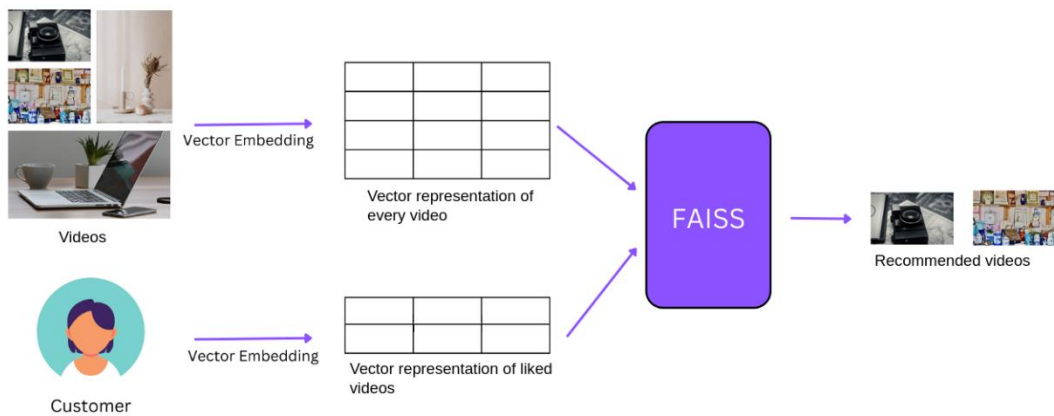 Vector Embedding
Vector representation of
every video
Videos
FAISS
Recommended videos
Vector Embedding
Vector representation of liked
videos
Customer